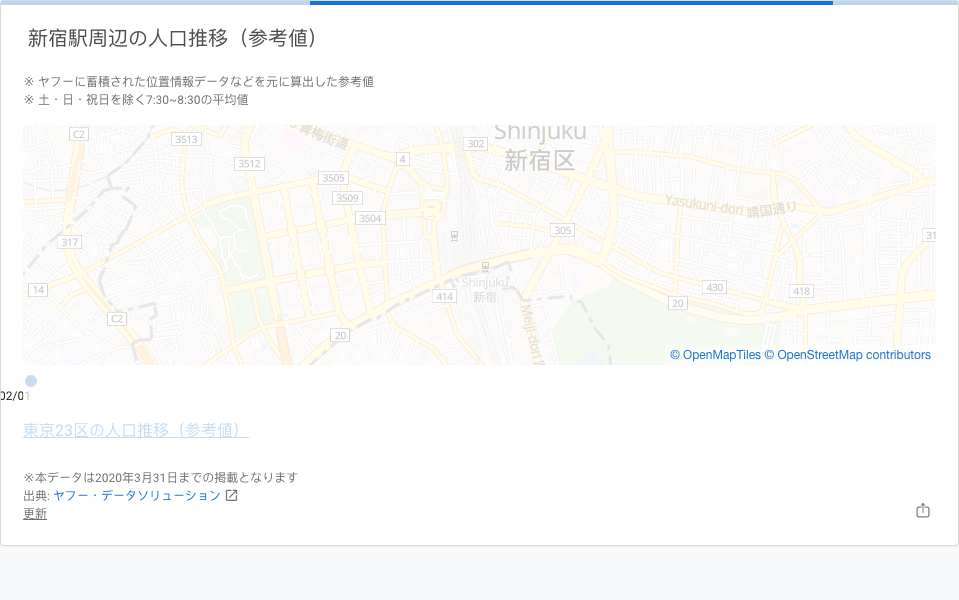 新宿駅周辺の人口推移（参考値）
※ ヤフーに蓄積された位置情報データなどを元に算出した参考値
※ 土・日・祝日を除く7:30~8:30の平均値
C2
3513
青梅街道
302
Shinjuku
新宿区
3512
4
3505
3509
3504
Yasukuni-dori 靖国通り
317
305
31
14
Shinjuku
新宿
414
430
418
20
C2
20
Meiji-dori
© OpenMapTiles © OpenStreetMap contributors
02/01
東京23区の人口推移（参考値）
※本データは2020年3月31日までの掲載となります
出典: ヤフー・データソリューション
更新